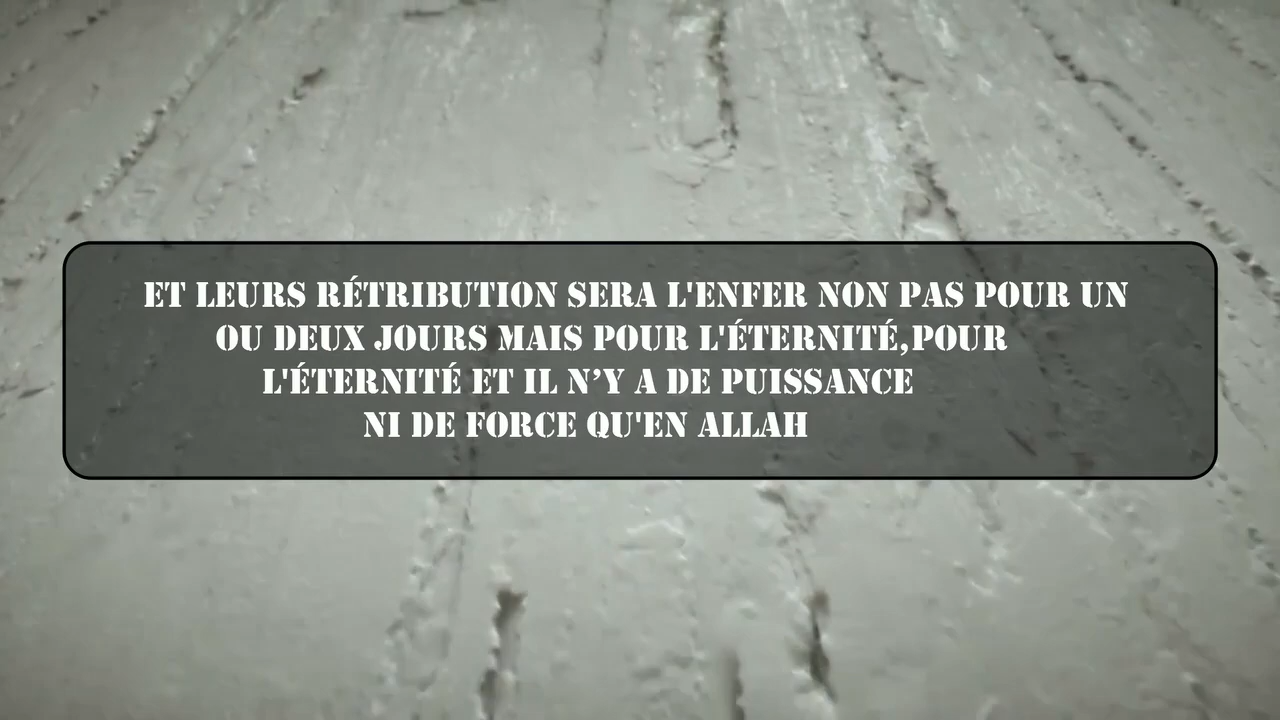 ET LEURS RÉTRIBUTION SERA L'ENFER NON PAS POUR UN
OU DEUX JOURS MAIS POUR L'ÉTERNITÉ,POUR
L'ÉTERNITÉ ET IL N’Y A DE PUISSANCE
NI DE FORCE QU'EN ALLAH